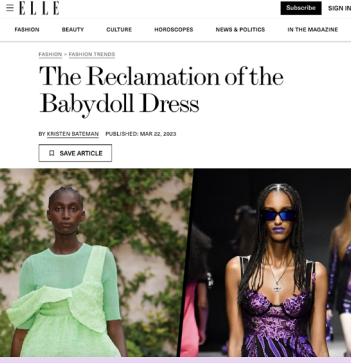 ELLE
Subscribe
SIGN IN
FASHION
BEAUTY
CULTURE
HOROSCOPES
NEWS & POLITICS
IN THE MAGAZINE
FASHION > FASHION TRENDS
The Reclamation of the
Babydoll Dress
BY KRISTEN BATEMAN PUBLISHED: MAR 22, 2023
SAVE ARTICLE